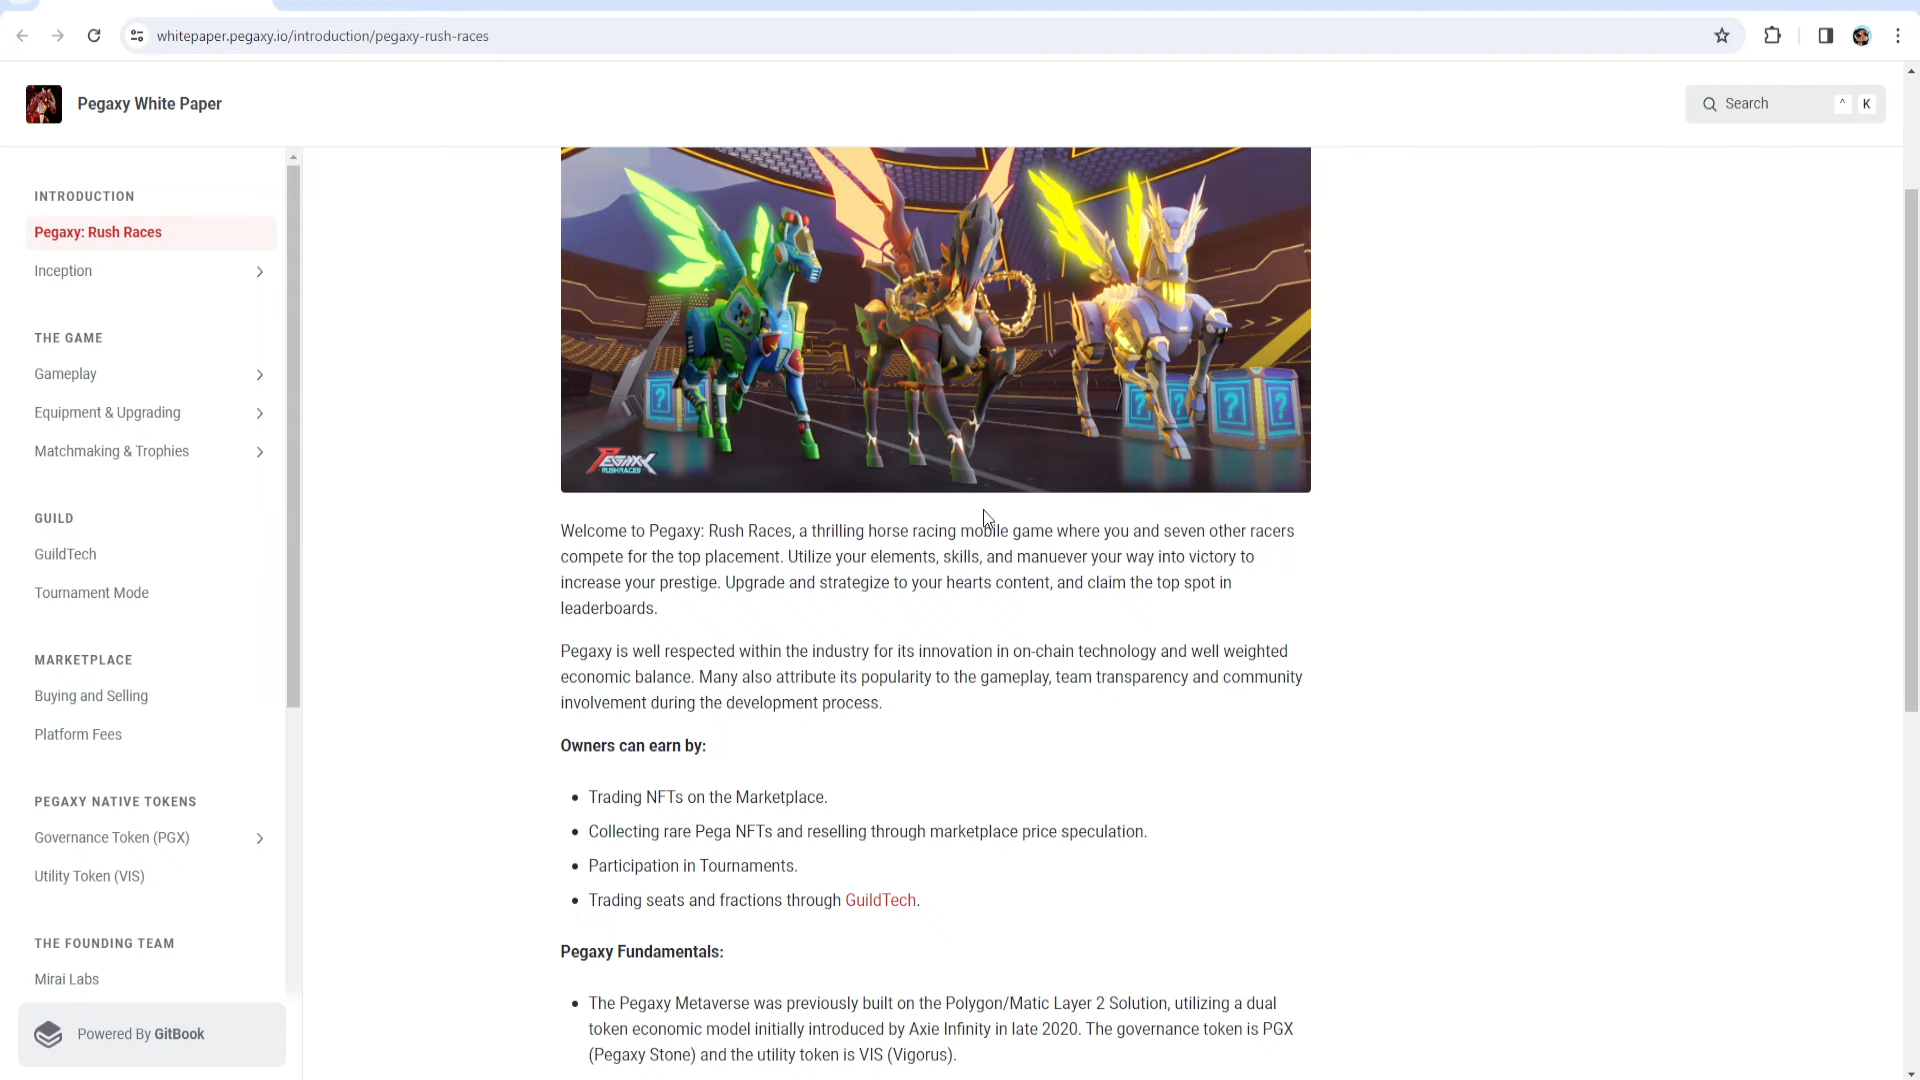 whitepaper.pegaxy.io/introduction/pegaxy-rush-races
Pegaxy White Paper
Search
^ K
INTRODUCTION
Pegaxy: Rush Races
Inception
THE GAME
Gameplay
Equipment & Upgrading
Matchmaking & Trophies
GUILD
GuildTech
Tournament Mode
MARKETPLACE
Buying and Selling
Platform Fees
PEGAXY NATIVE TOKENS
Governance Token (PGX)
Utility Token (VIS)
THE FOUNDING TEAM
Mirai Labs
Powered By GitBook
? ? ? ? ?
PEGAXY
RUSH RACES
Welcome to Pegaxy: Rush Races, a thrilling horse racing mobile game where you and seven other racers
compete for the top placement. Utilize your elements, skills, and manuever your way into victory to
increase your prestige. Upgrade and strategize to your hearts content, and claim the top spot in
leaderboards.
Pegaxy is well respected within the industry for its innovation in on-chain technology and well weighted
economic balance. Many also attribute its popularity to the gameplay, team transparency and community
involvement during the development process.
Owners can earn by:
• Trading NFTs on the Marketplace.
• Collecting rare Pega NFTs and reselling through marketplace price speculation.
• Participation in Tournaments.
• Trading seats and fractions through GuildTech.
Pegaxy Fundamentals:
• The Pegaxy Metaverse was previously built on the Polygon/Matic Layer 2 Solution, utilizing a dual
token economic model initially introduced by Axie Infinity in late 2020. The governance token is PGX
(Pegaxy Stone) and the utility token is VIS (Vigorus).